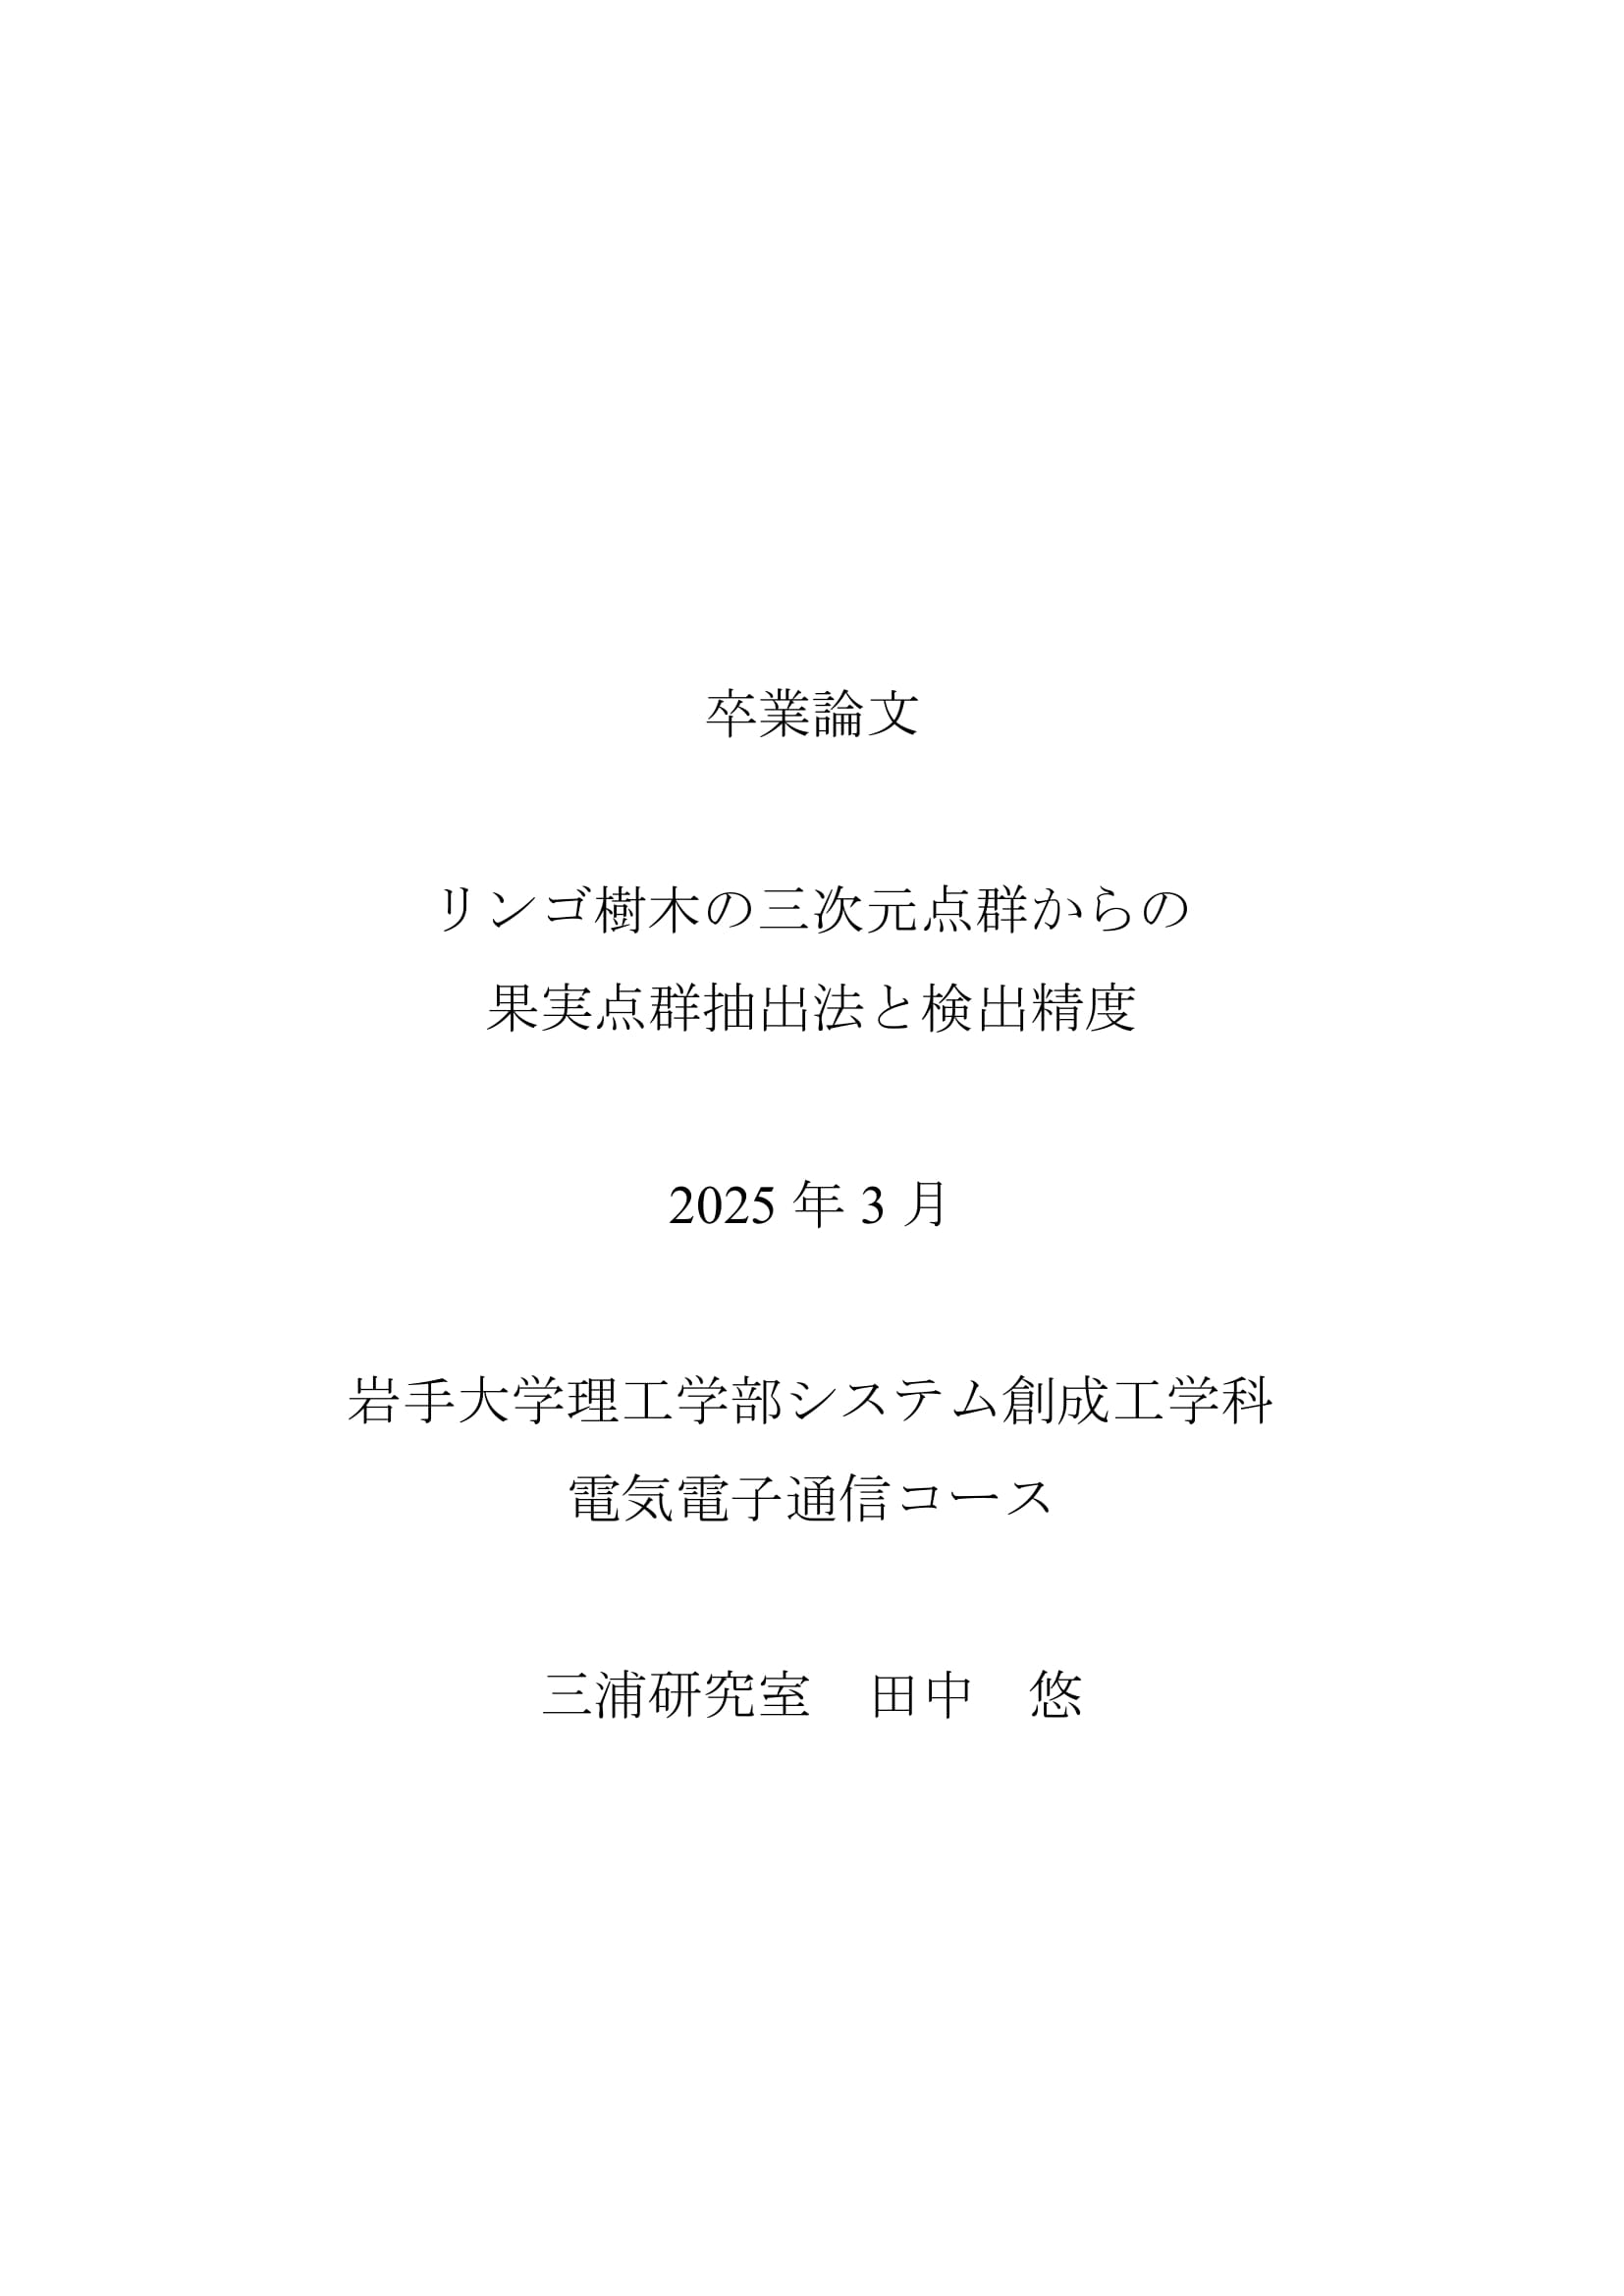 卒業論文
リンゴ樹木の三次元点群からの
果実点群抽出法と検出精度
2025 年 3 月
岩手大学理工学部システム創成工学科
電気電子通信コース
三浦研究室　田中　悠